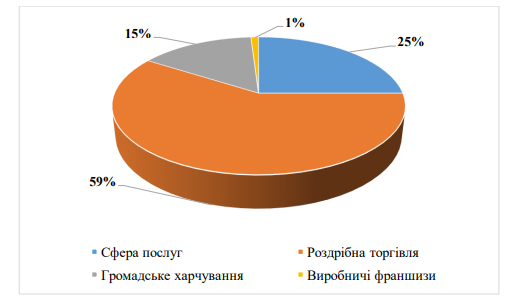 1%
15%
25%
59%
Сфера послуг
Роздрібна торгівля
Громадське харчування
Виробничі франшизи